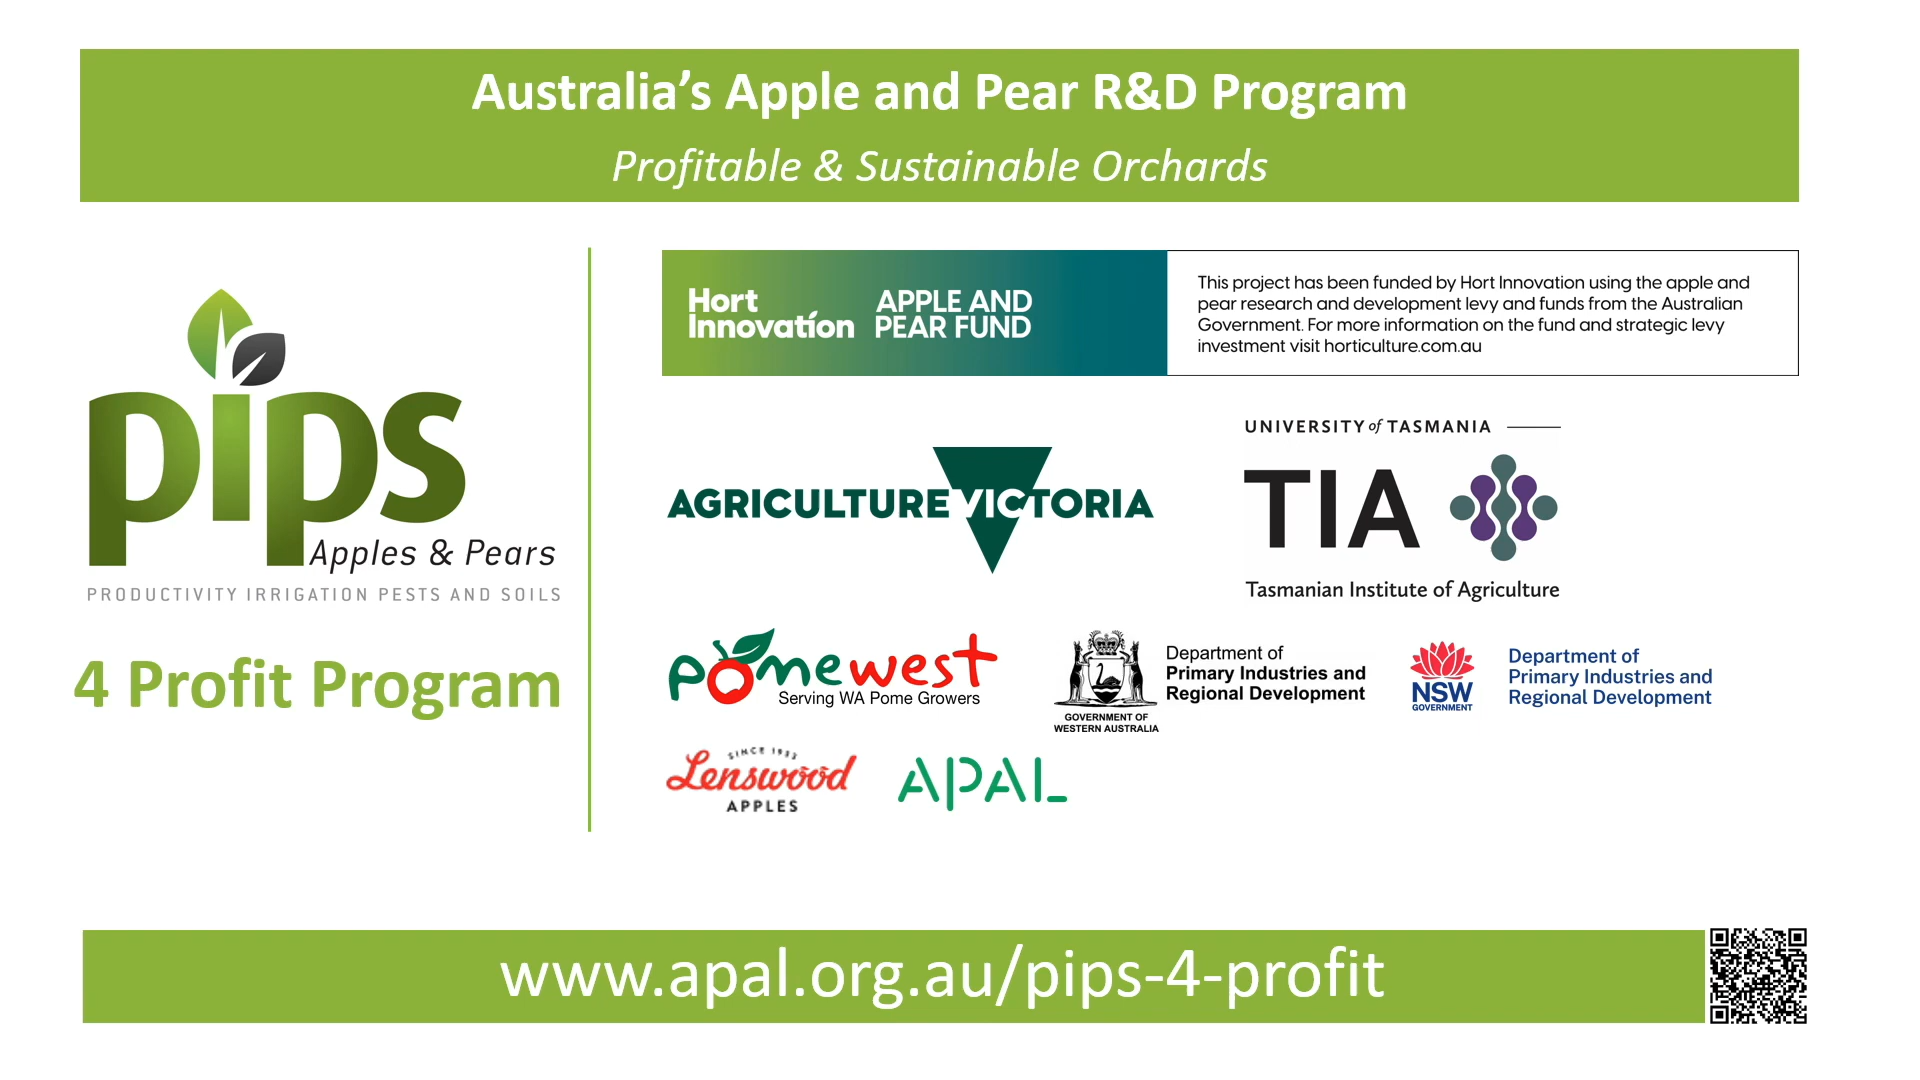 Australia’s Apple and Pear R&D Program
Profitable & Sustainable Orchards
pips
Apples & Pears
PRODUCTIVITY IRRIGATION PESTS AND SOILS
4 Profit Program
Hort
Innovation
APPLE AND
PEAR FUND
This project has been funded by Hort Innovation using the apple and
pear research and development levy and funds from the Australian
Government. For more information on the fund and strategic levy
investment visit horticulture.com.au
AGRICULTURE VICTORIA
UNIVERSITY of TASMANIA
TIA
Tasmanian Institute of Agriculture
Pomewest
Serving WA Pome Growers
GOVERNMENT OF
WESTERN AUSTRALIA
Department of
Primary Industries and
Regional Development
NSW
GOVERNMENT
Department of
Primary Industries and
Regional Development
SINCE 1933
Lenswood
APPLES
APAL
www.apal.org.au/pips-4-profit